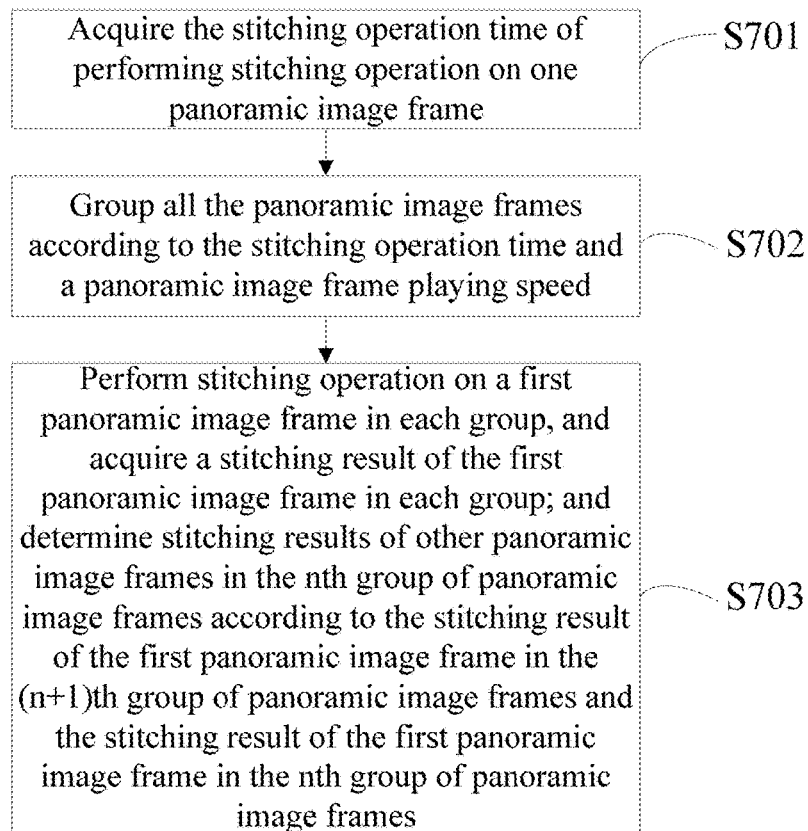 Acquire the stitching operation time of
performing stitching operation on one
panoramic image frame
S701
Group all the panoramic image frames
according to the stitching operation time and
a panoramic image frame playing speed
S702
Perform stitching operation on a first
panoramic image frame in each group, and
acquire a stitching result of the first
panoramic image frame in each group; and
determine stitching results of other panoramic
image frames in the nth group of panoramic
image frames according to the stitching result
of the first panoramic image frame in the
(n+1)th group of panoramic image frames and
the stitching result of the first panoramic
image frame in the nth group of panoramic
image frames
S703